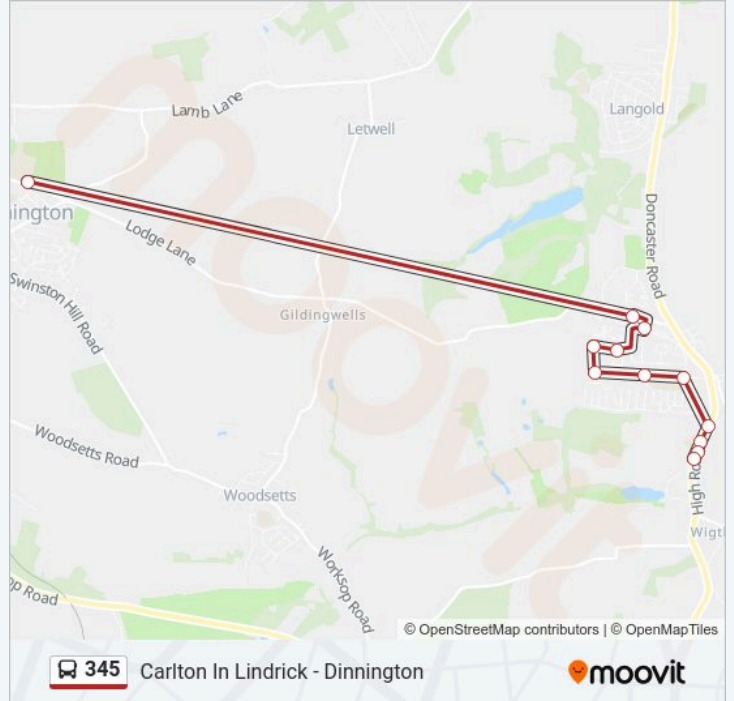 Lamb Lane
Langold
Letwell
nington
Lodge Lane
Doncaster Road
Swinston Hill Road
Gildingwells
Woodsetts Road
Woodsetts
High Ro
Wigt
Worksop Road
op Road
moovit
© OpenStreetMap contributors | © OpenMapTiles
345 Carlton In Lindrick - Dinnington
moovit